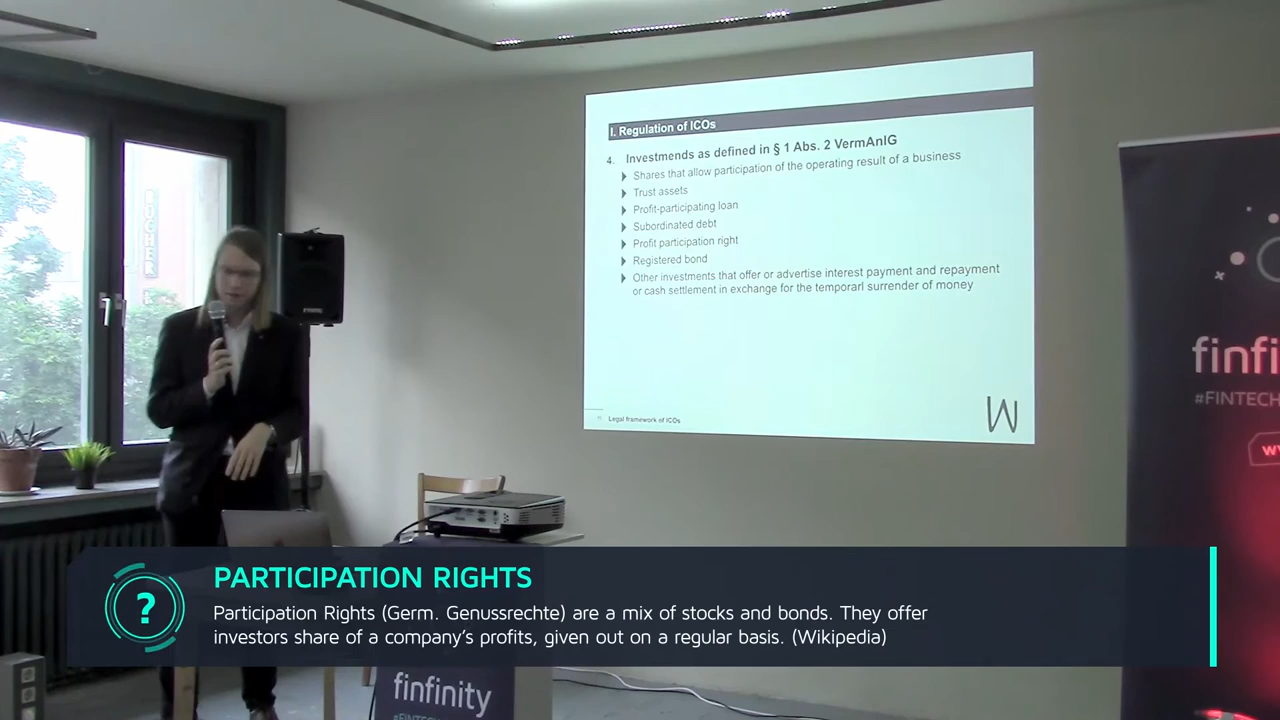 I. Regulation of ICOs
4. Investmends as defined in § 1 Abs. 2 VermAnlG
Shares that allow participation of the operating result of a business
Trust assets
Profit-participating loan
Subordinated debt
Profit participation right
Registered bond
Other investments that offer or advertise interest payment and repayment
or cash settlement in exchange for the temporarl surrender of money
Legal framework of ICOs
W
BÜCHER
finfi
#FINTECH
PARTICIPATION RIGHTS
?
Participation Rights (Germ. Genussrechte) are a mix of stocks and bonds. They offer
investors share of a company's profits, given out on a regular basis. (Wikipedia)
finfinity